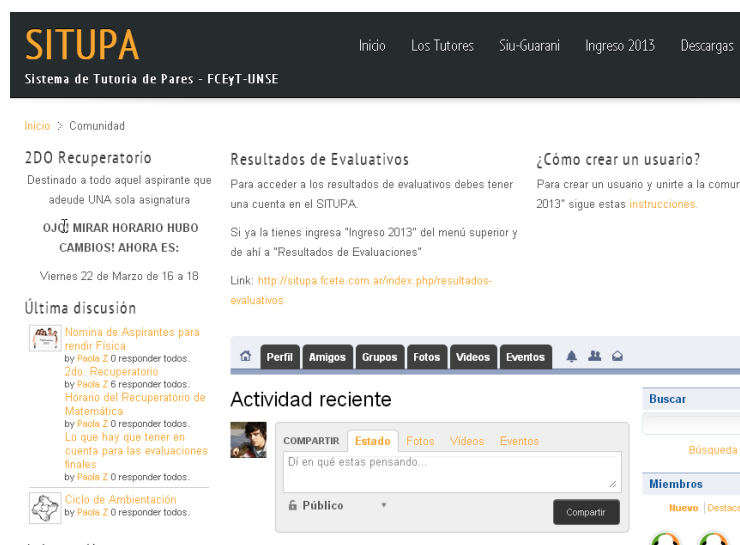 SITUPA
Sistema de Tutoria de Pares - FCEyT-UNSE
Inicio Los Tutores Siu-Guarani Ingreso 2013 Descargas
Inicio > Comunidad
2DO Recuperatorio
Destinado a todo aquel aspirante que
adeude UNA sola asignatura
OJO! MIRAR HORARIO HUBO
CAMBIOS! AHORA ES:
Viernes 22 de Marzo de 16 a 18
Última discusión
Nomina de Aspirantes para
rendir Física
by Paola Z 0 responder todos.
2do. Recuperatorio
by Paola Z 6 responder todos.
Horario del Recuperatorio de
Matemática
by Paola Z 0 responder todos.
Lo que hay que tener en
cuenta para las evaluaciones
finales
by Paola Z 0 responder todos.
Ciclo de Ambientación
by Paola Z 0 responder todos.
Resultados de Evaluativos
Para acceder a los resultados de evaluativos debes tener
una cuenta en el SITUPA.
Si ya la tienes ingresa "Ingreso 2013" del menú superior y
de ahí a "Resultados de Evaluaciones"
Link: http://situpa.fcete.com.ar/index.php/resultados-
evaluativos
¿Cómo crear un usuario?
Para crear un usuario y unirte a la comun
2013" sigue estas instrucciones.
Perfil Amigos Grupos Fotos Videos Eventos
Actividad reciente
COMPARTIR Estado Fotos Vídeos Eventos
Dí en qué estas pensando...
Público
Compartir
Buscar
Búsqueda
Miembros
Nuevo | Destaca